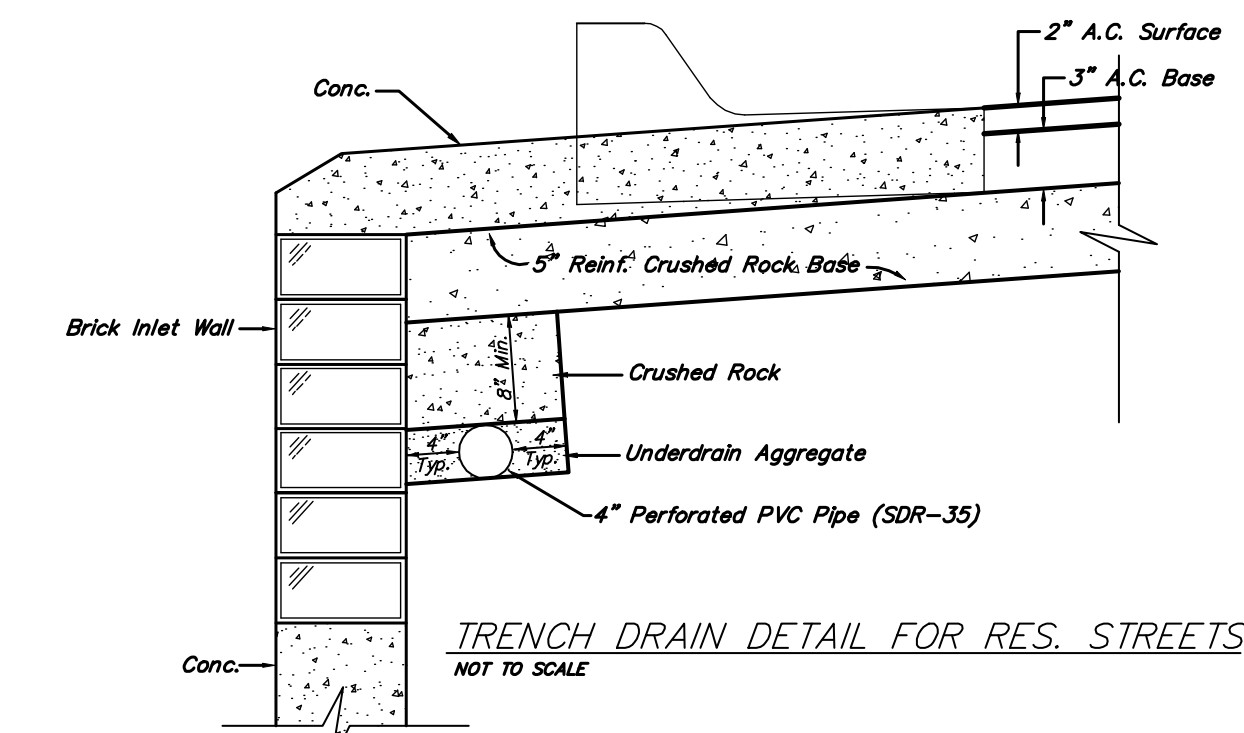 2” A.C. Surface
3” A.C. Base
Conc.
5” Reinf. Crushed Rock Base
Brick Inlet Wall
8” Min.
Crushed Rock
4” Typ.
4” Typ.
Underdrain Aggregate
4” Perforated PVC Pipe (SDR-35)
TRENCH DRAIN DETAIL FOR RES. STREETS
NOT TO SCALE
Conc.